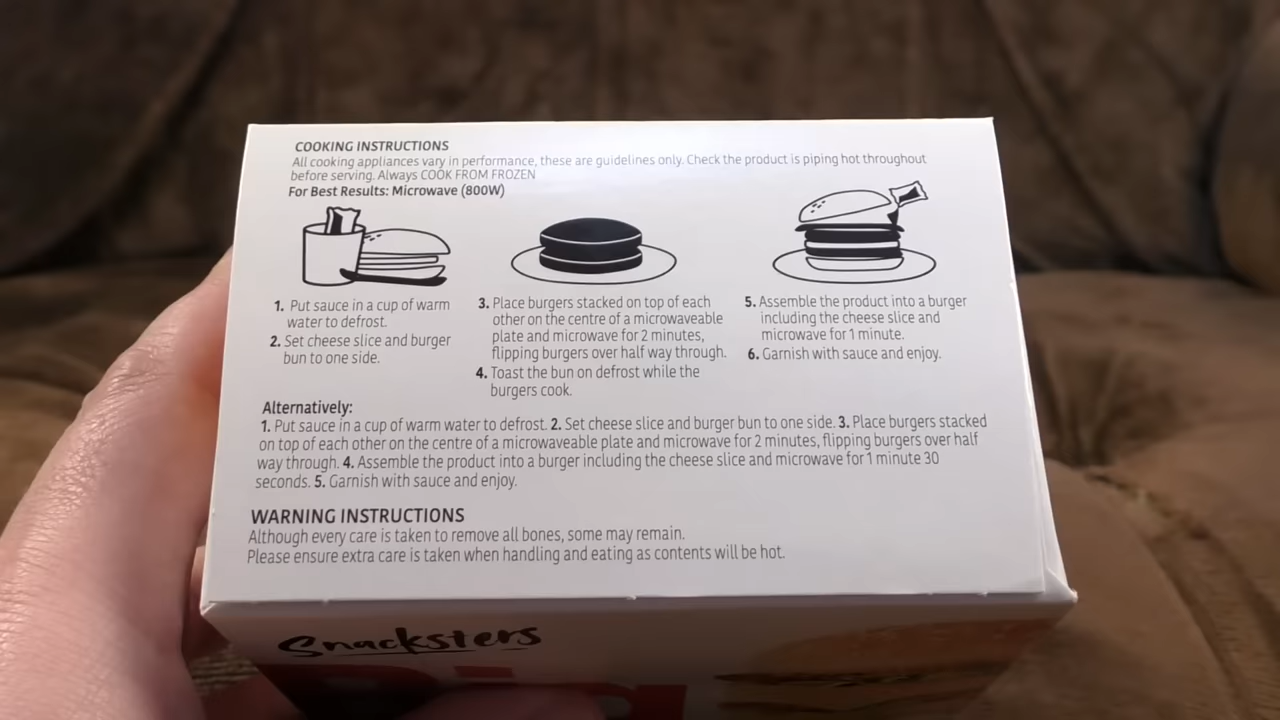 COOKING INSTRUCTIONS
All cooking appliances vary in performance, these are guidelines only. Check the product is piping hot throughout
before serving. Always COOK FROM FROZEN
For Best Results: Microwave (800W)
1. Put sauce in a cup of warm
water to defrost.
2. Set cheese slice and burger
bun to one side.
3. Place burgers stacked on top of each
other on the centre of a microwaveable
plate and microwave for 2 minutes,
flipping burgers over half way through.
4. Toast the bun on defrost while the
burgers cook.
5. Assemble the product into a burger
including the cheese slice and
microwave for 1 minute.
6. Garnish with sauce and enjoy.
Alternatively:
1. Put sauce in a cup of warm water to defrost. 2. Set cheese slice and burger bun to one side. 3. Place burgers stacked
on top of each other on the centre of a microwaveable plate and microwave for 2 minutes, flipping burgers over half
way through. 4. Assemble the product into a burger including the cheese slice and microwave for 1 minute 30
seconds. 5. Garnish with sauce and enjoy.
WARNING INSTRUCTIONS
Although every care is taken to remove all bones, some may remain.
Please ensure extra care is taken when handling and eating as contents will be hot.
Snacksters